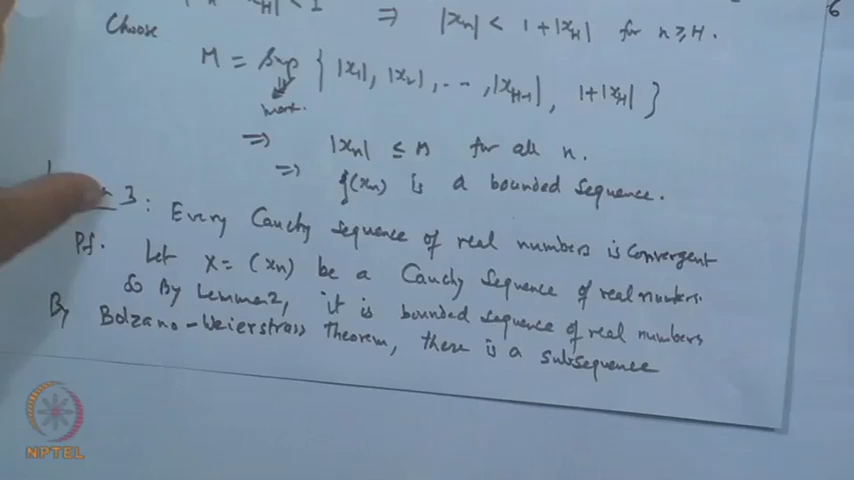 6
⇒ |xn| < 1 + |xH| for n ≥ H.
Choose
M = Sup { |x1|, |x2|, ..., |xH-1|, 1+|xH| }
⇒ |xn| ≤ M for all n.
⇒ (xn) is a bounded sequence.
3 : Every Cauchy sequence of real numbers is convergent
Pf. Let X = (xn) be a Cauchy Sequence of real numbers.
So By Lemma 2, it is bounded sequence of real numbers
By Bolzano-Weierstrass Theorem, there is a subsequence
NPTEL